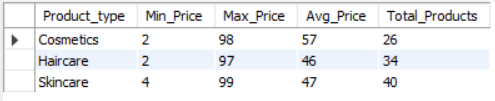 Product_type Min_Price Max_Price Avg_Price Total_Products
Cosmetics 2 98 57 26
Haircare 2 97 46 34
Skincare 4 99 47 40